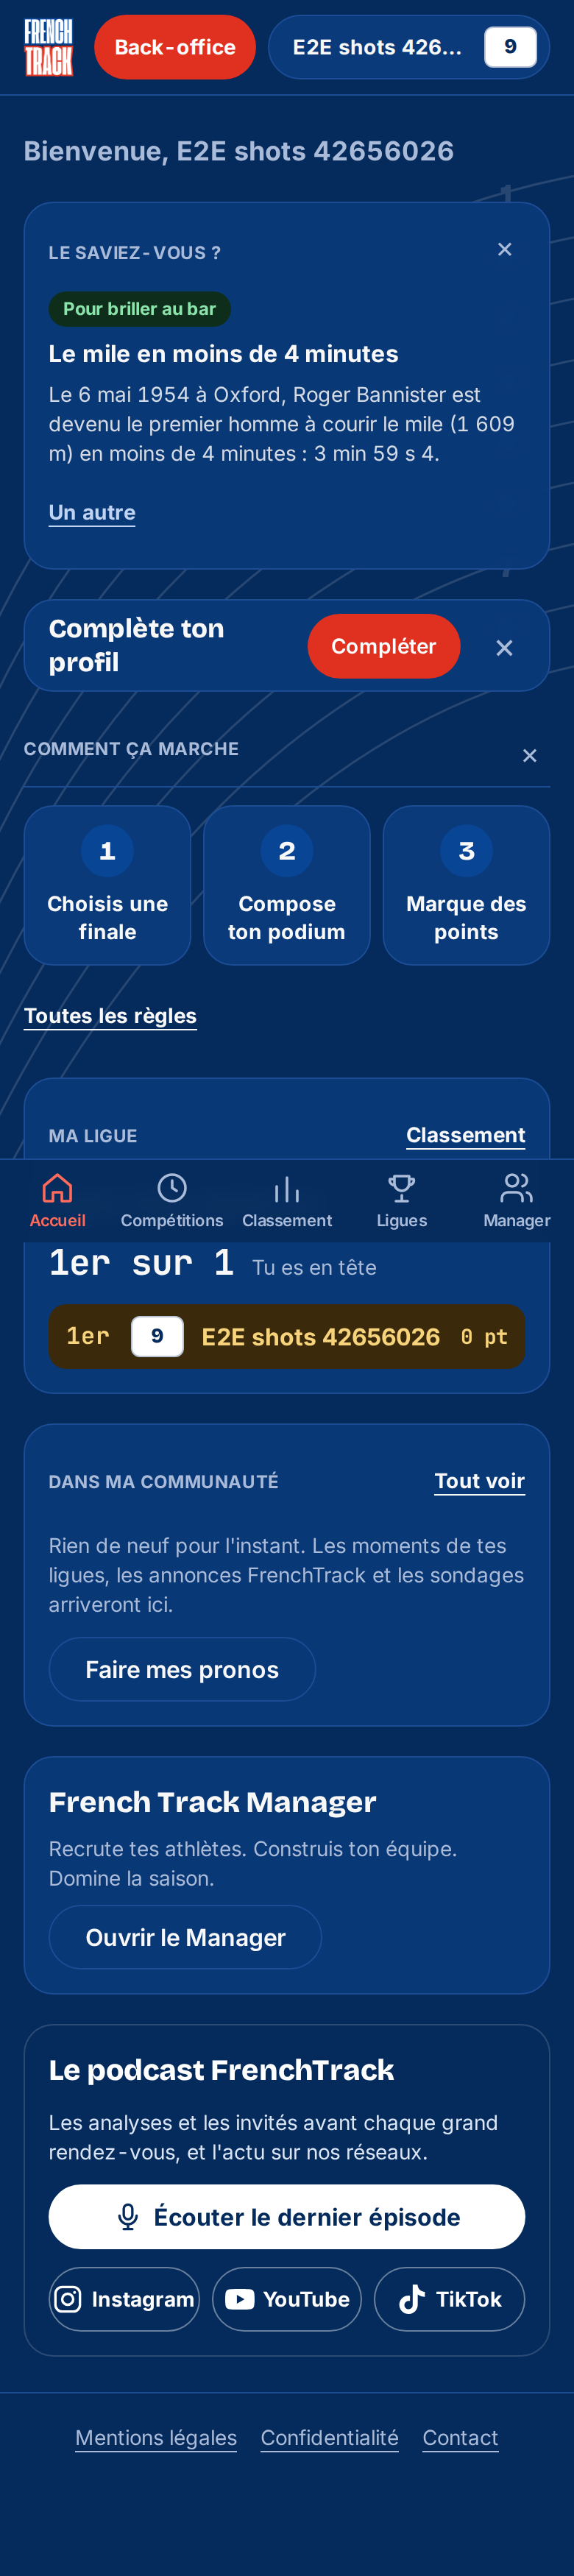 FRENCH
TRACK
Back-office
E2E shots 426... 9
Bienvenue, E2E shots 42656026
1
LE SAVIEZ-VOUS ?
Pour briller au bar
Le mile en moins de 4 minutes
Le 6 mai 1954 à Oxford, Roger Bannister est
devenu le premier homme à courir le mile (1 609
m) en moins de 4 minutes : 3 min 59 s 4.
Un autre
Complète ton
profil
Compléter
COMMENT ÇA MARCHE
1
Choisis une
finale
2
Compose
ton podium
3
Marque des
points
Toutes les règles
MA LIGUE
Classement
Accueil
Compétitions
Classement
Ligues
Manager
1er sur 1 Tu es en tête
1er 9 E2E shots 42656026 0 pt
DANS MA COMMUNAUTÉ
Tout voir
Rien de neuf pour l'instant. Les moments de tes
ligues, les annonces FrenchTrack et les sondages
arriveront ici.
Faire mes pronos
French Track Manager
Recrute tes athlètes. Construis ton équipe.
Domine la saison.
Ouvrir le Manager
Le podcast FrenchTrack
Les analyses et les invités avant chaque grand
rendez-vous, et l'actu sur nos réseaux.
Écouter le dernier épisode
Instagram
YouTube
TikTok
Mentions légales
Confidentialité
Contact